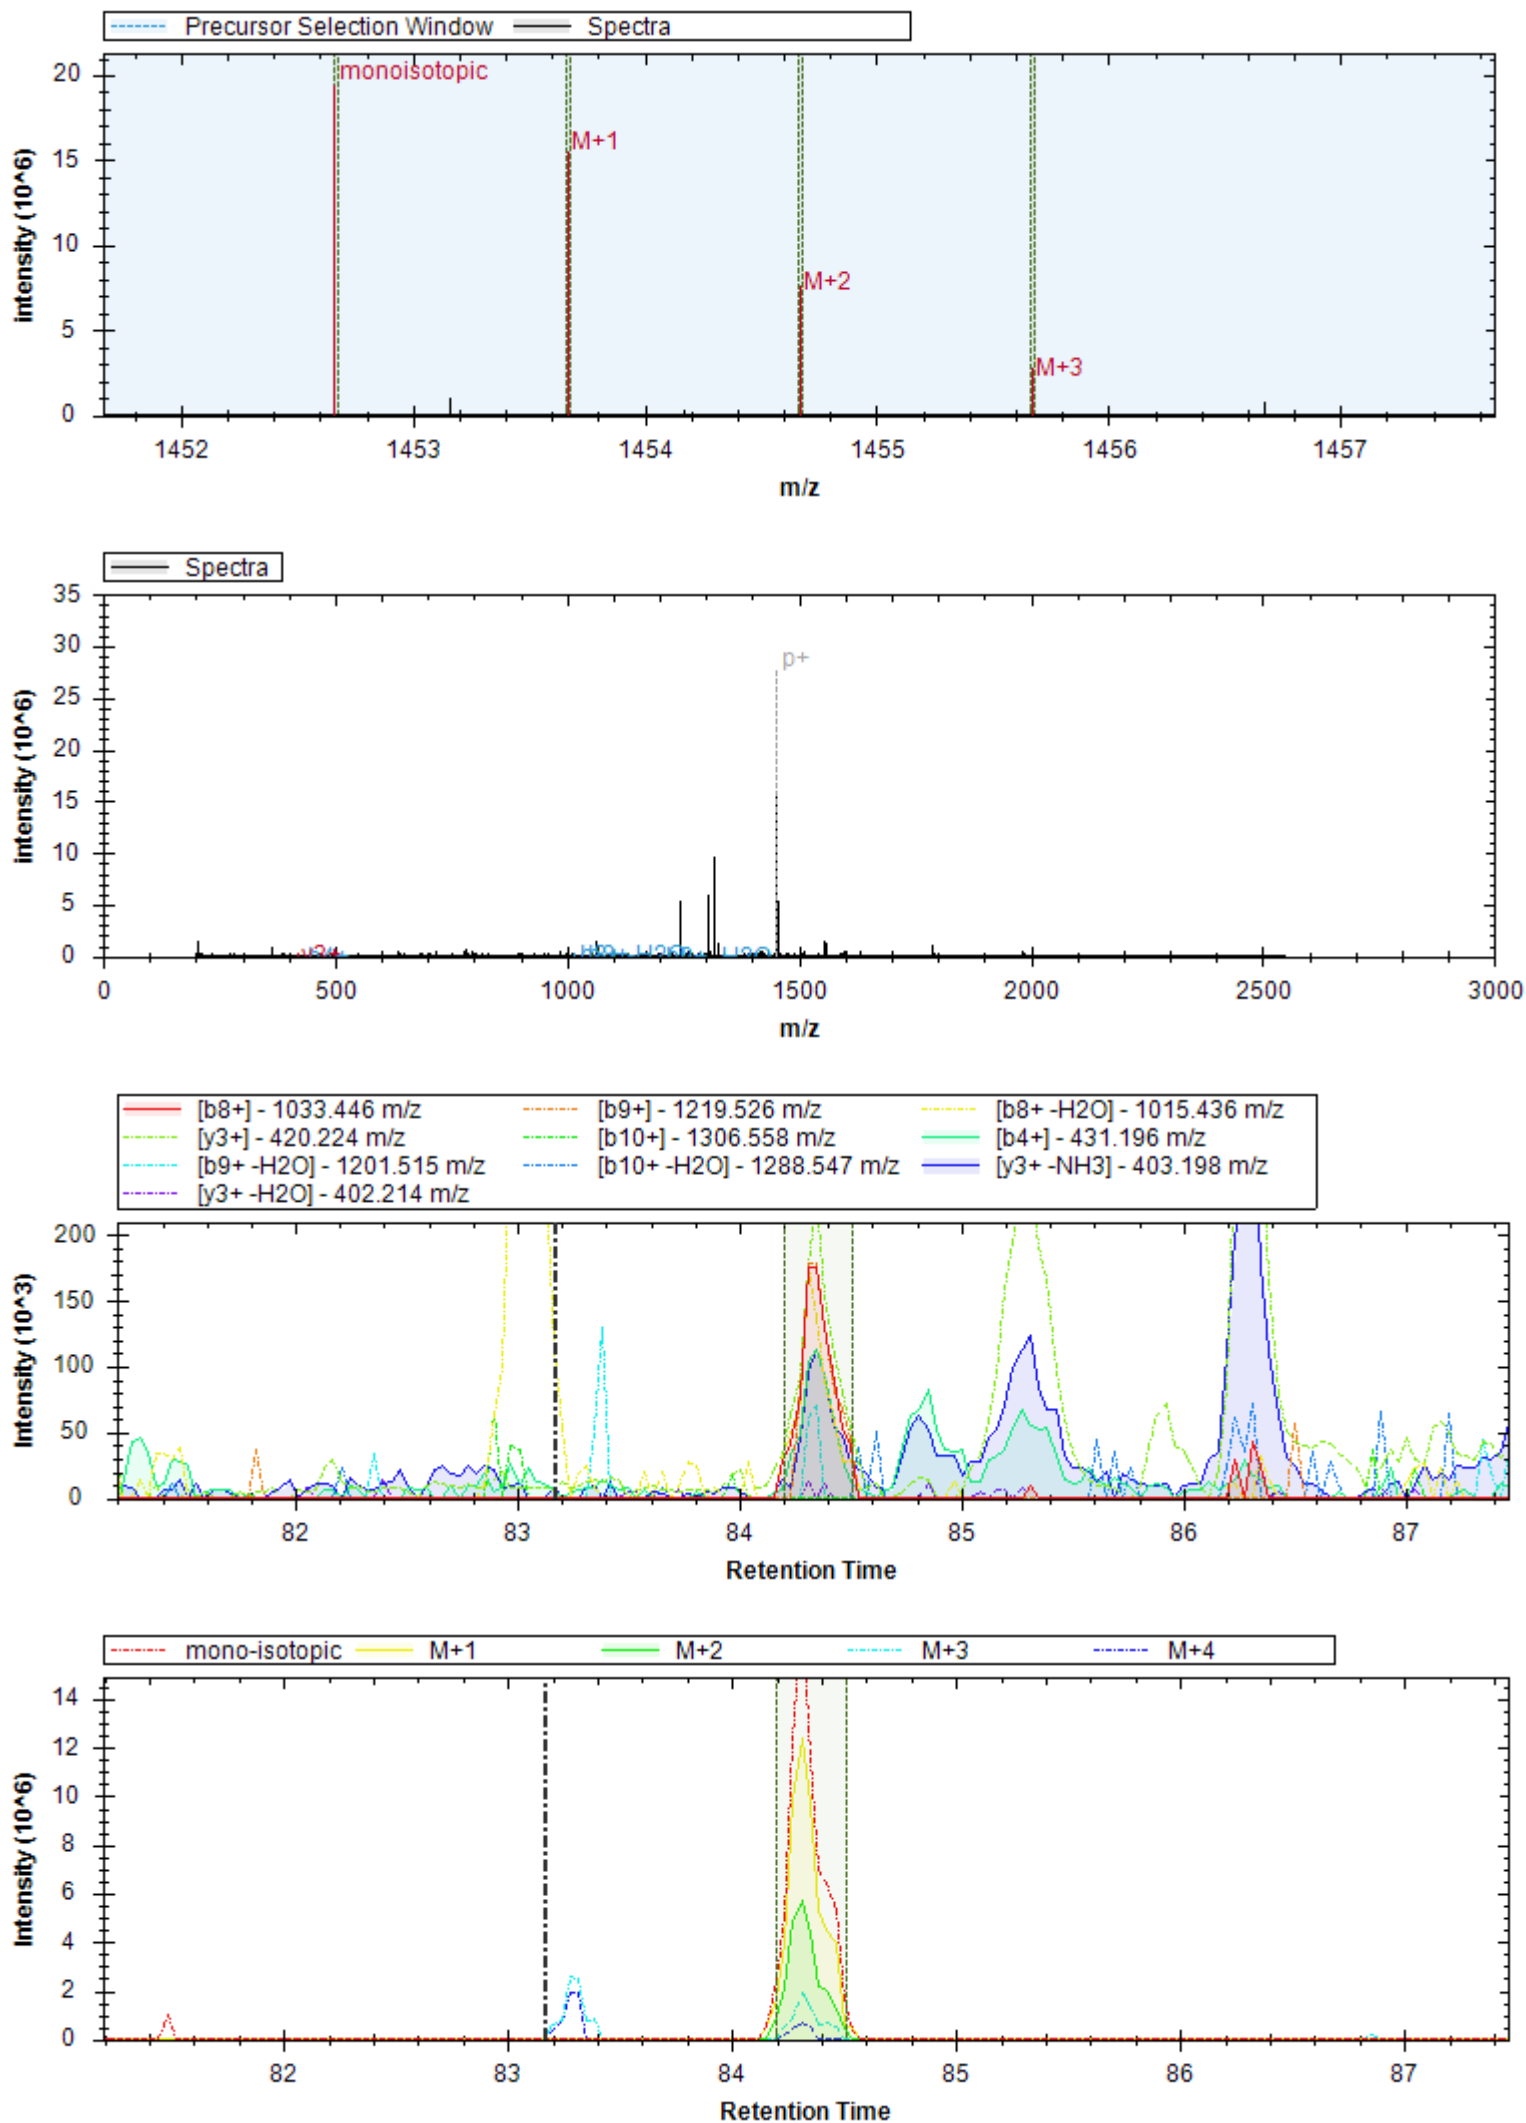 Precursor Selection Window Spectra
20
15
10
5
0
intensity (10^6)
monoisotopic
M+1
M+2
M+3
1452 1453 1454 1455 1456 1457
m/z
Spectra
35
30
25
20
15
10
5
0
intensity (10^6)
p+
0 500 1000 1500 2000 2500 3000
m/z
[b8+] - 1033.446 m/z [b9+] - 1219.526 m/z [b8+ -H2O] - 1015.436 m/z
[y3+] - 420.224 m/z [b10+] - 1306.558 m/z [b4+] - 431.196 m/z
[b9+ -H2O] - 1201.515 m/z [b10+ -H2O] - 1288.547 m/z [y3+ -NH3] - 403.198 m/z
[y3+ -H2O] - 402.214 m/z
200
150
100
50
0
Intensity (10^3)
82 83 84 85 86 87
Retention Time
mono-isotopic M+1 M+2 M+3 M+4
14
12
10
8
6
4
2
0
Intensity (10^6)
82 83 84 85 86 87
Retention Time